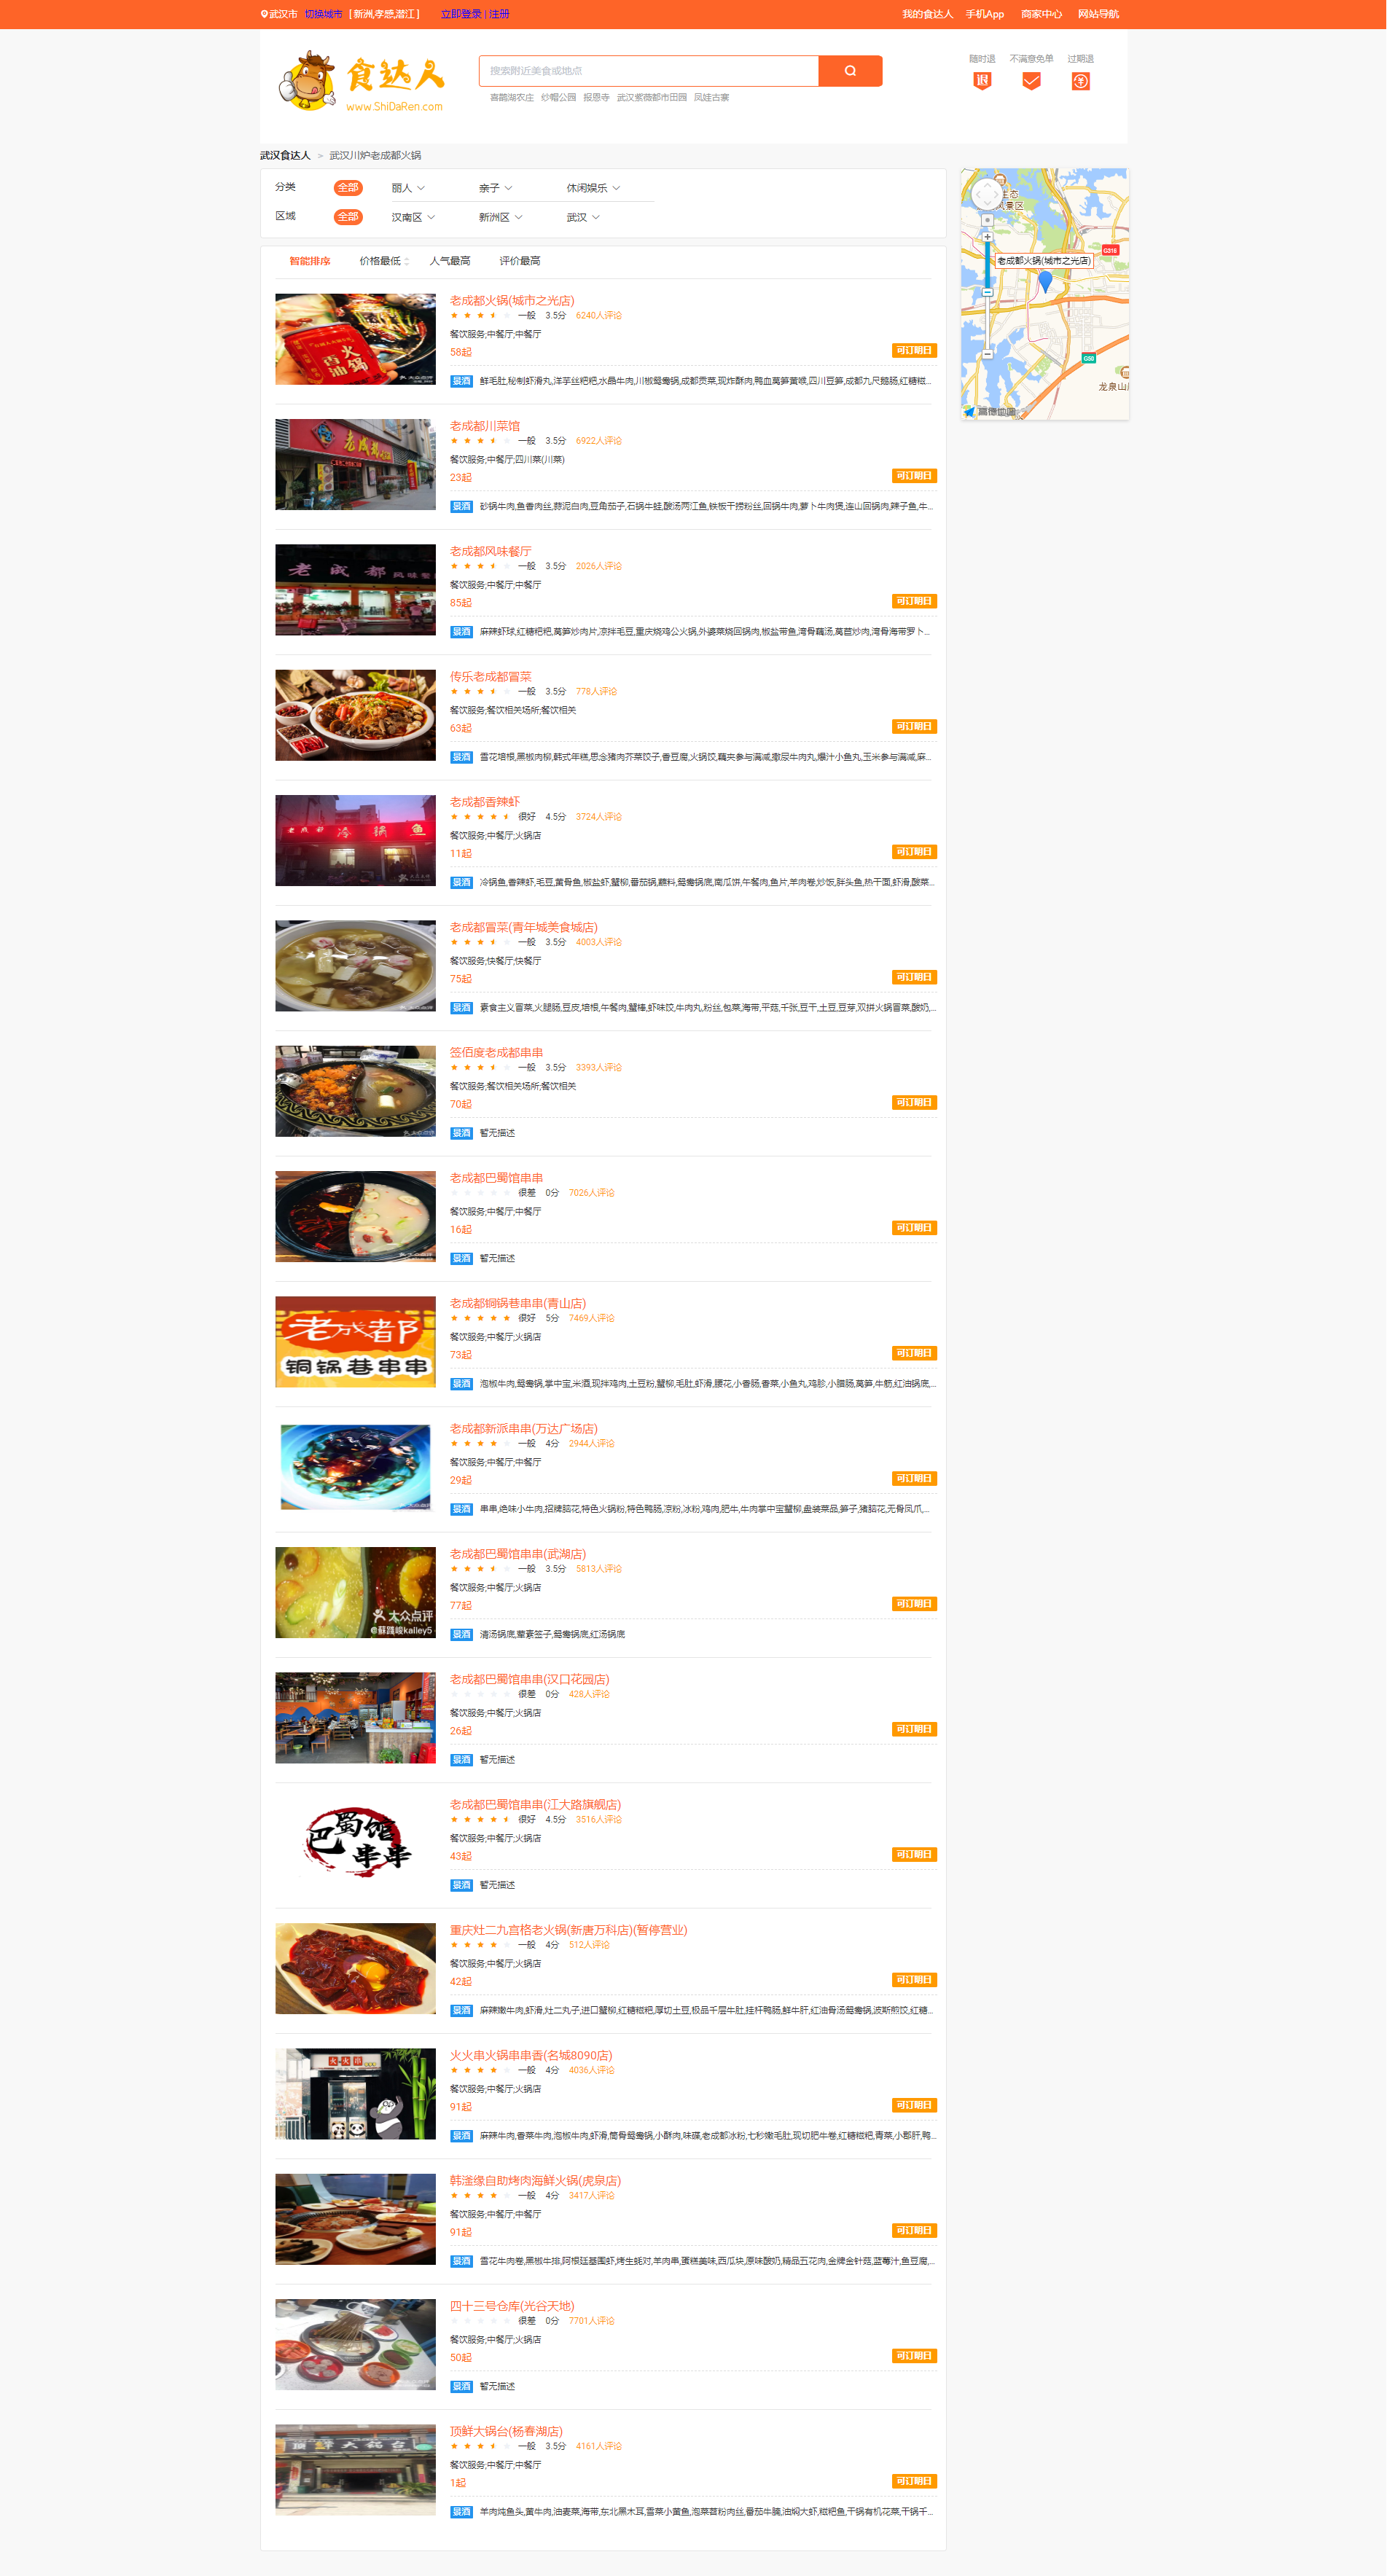 武汉市 切换城市 [ 新洲,孝感,潜江 ] 立即登录 | 注册 我的食达人 手机App 商家中心 网站导航
食达人
www.ShiDaRen.com
搜索附近美食或地点
喜鹊湖农庄 纱帽公园 报恩寺 武汉紫薇都市田园 凤娃古寨
随时退 不满意免单 过期退
退
武汉食达人 > 武汉川炉老成都火锅
分类 全部 丽人 亲子 休闲娱乐
区域 全部 汉南区 新洲区 武汉
智能排序 价格最低 人气最高 评价最高
老成都火锅(城市之光店)
一般 3.5分 6240人评论
餐饮服务;中餐厅;中餐厅
58起 可订明日
景酒 鲜毛肚,秘制虾滑丸,洋芋丝粑粑,水晶牛肉,川椒鸳鸯锅,成都贡菜,现炸酥肉,鸭血莴笋黄喉,四川豆笋,成都九尺鹅肠,红糖糍...
老成都川菜馆
一般 3.5分 6922人评论
餐饮服务;中餐厅;四川菜(川菜)
23起 可订明日
景酒 砂锅牛肉,鱼香肉丝,蒜泥白肉,豆角茄子,石锅牛蛙,酸汤两江鱼,铁板干捞粉丝,回锅牛肉,萝卜牛肉煲,连山回锅肉,辣子鱼,牛...
老成都风味餐厅
一般 3.5分 2026人评论
餐饮服务;中餐厅;中餐厅
85起 可订明日
景酒 麻辣虾球,红糖粑粑,莴笋炒肉片,凉拌毛豆,重庆烧鸡公火锅,外婆菜烧回锅肉,椒盐带鱼,湾骨藕汤,莴苣炒肉,湾骨海带罗卜...
传乐老成都冒菜
一般 3.5分 778人评论
餐饮服务;餐饮相关场所;餐饮相关
63起 可订明日
景酒 雪花培根,黑椒肉柳,韩式年糕,思念猪肉芥菜饺子,香豆腐,火锅饺,藕夹参与满减,撒尿牛肉丸,爆汁小鱼丸,玉米参与满减,麻...
老成都香辣虾
很好 4.5分 3724人评论
餐饮服务;中餐厅;火锅店
11起 可订明日
景酒 冷锅鱼,香辣虾,毛豆,黄骨鱼,椒盐虾,蟹柳,番茄锅,蘸料,鸳鸯锅底,南瓜饼,午餐肉,鱼片,羊肉卷,炒饭,胖头鱼,热干面,虾滑,酸菜...
老成都冒菜(青年城美食城店)
一般 3.5分 4003人评论
餐饮服务;快餐厅;快餐厅
75起 可订明日
景酒 素食主义冒菜,火腿肠,豆皮,培根,午餐肉,蟹棒,虾味饺,牛肉丸,粉丝,包菜,海带,平菇,千张,豆干,土豆,豆芽,双拼火锅冒菜,酸奶,...
签佰度老成都串串
一般 3.5分 3393人评论
餐饮服务;餐饮相关场所;餐饮相关
70起 可订明日
景酒 暂无描述
老成都巴蜀馆串串
很差 0分 7026人评论
餐饮服务;中餐厅;中餐厅
16起 可订明日
景酒 暂无描述
老成都铜锅巷串串(青山店)
很好 5分 7469人评论
餐饮服务;中餐厅;火锅店
73起 可订明日
景酒 泡椒牛肉,鸳鸯锅,掌中宝,米酒,现拌鸡肉,土豆粉,蟹柳,毛肚,虾滑,腰花,小香肠,香菜,小鱼丸,鸡胗,小腊肠,莴笋,牛筋,红油锅底,...
老成都新派串串(万达广场店)
一般 4分 2944人评论
餐饮服务;中餐厅;中餐厅
29起 可订明日
景酒 串串,绝味小牛肉,招牌脑花,特色火锅粉,特色鸭肠,凉粉,冰粉,鸡肉,肥牛,牛肉掌中宝蟹柳,盘装菜品,笋子,猪脑花,无骨凤爪,...
老成都巴蜀馆串串(武湖店)
一般 3.5分 5813人评论
餐饮服务;中餐厅;火锅店
77起 可订明日
景酒 清汤锅底,荤素签子,鸳鸯锅底,红汤锅底
老成都巴蜀馆串串(汉口花园店)
很差 0分 428人评论
餐饮服务;中餐厅;火锅店
26起 可订明日
景酒 暂无描述
老成都巴蜀馆串串(江大路旗舰店)
很好 4.5分 3516人评论
餐饮服务;中餐厅;火锅店
43起 可订明日
景酒 暂无描述
重庆灶二九宫格老火锅(新唐万科店)(暂停营业)
一般 4分 512人评论
餐饮服务;中餐厅;火锅店
42起 可订明日
景酒 麻辣嫩牛肉,虾滑,灶二丸子,进口蟹柳,红糖糍粑,厚切土豆,极品千层牛肚,挂杆鸭肠,鲜牛肝,红油骨汤鸳鸯锅,波斯煎饺,红糖...
火火串火锅串串香(名城8090店)
一般 4分 4036人评论
餐饮服务;中餐厅;火锅店
91起 可订明日
景酒 麻辣牛肉,香菜牛肉,泡椒牛肉,虾滑,筒骨鸳鸯锅,小酥肉,味碟,老成都冰粉,七秒嫩毛肚,现切肥牛卷,红糖糍粑,青菜,小郡肝,鸭...
韩滏缘自助烤肉海鲜火锅(虎泉店)
一般 4分 3417人评论
餐饮服务;中餐厅;中餐厅
91起 可订明日
景酒 雪花牛肉卷,黑椒牛排,阿根廷基围虾,烤生蚝对,羊肉串,蛋糕美味,西瓜块,原味酸奶,精品五花肉,金牌金针菇,蓝莓汁,鱼豆腐,...
四十三号仓库(光谷天地)
很差 0分 7701人评论
餐饮服务;中餐厅;火锅店
50起 可订明日
景酒 暂无描述
顶鲜大锅台(杨春湖店)
一般 3.5分 4161人评论
餐饮服务;中餐厅;中餐厅
1起 可订明日
景酒 羊肉炖鱼头,黄牛肉,油麦菜,海带,东北黑木耳,雪菜小黄鱼,泡菜苕粉肉丝,番茄牛腩,油焖大虾,糍粑鱼,干锅有机花菜,干锅千...
老成都火锅(城市之光店)
G318
G50
龙泉山
高德地图